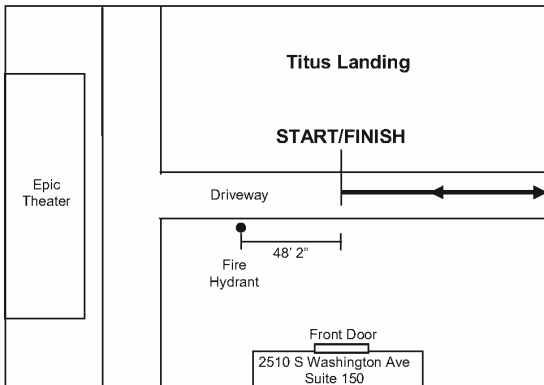 Titus Landing
START/FINISH
Epic
Theater
Driveway
48' 2"
Fire
Hydrant
Front Door
2510 S Washington Ave
Suite 150